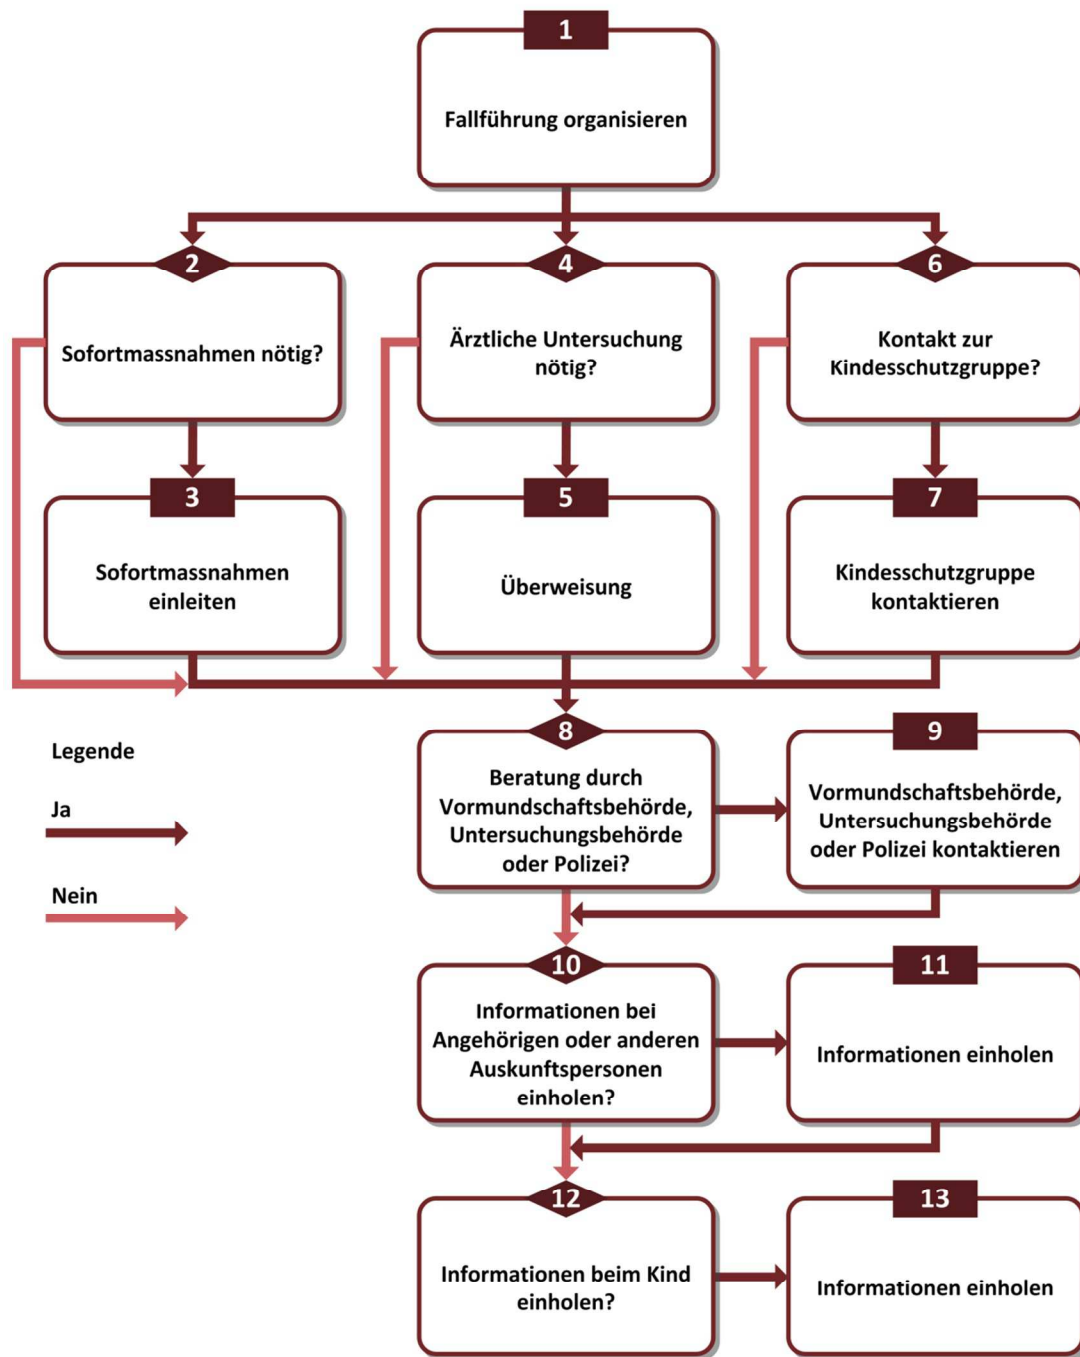 1
Fallführung organisieren
2
Sofortmassnahmen nötig?
4
Ärztliche Untersuchung
nötig?
6
Kontakt zur
Kindesschutzgruppe?
3
Sofortmassnahmen
einleiten
5
Überweisung
7
Kindesschutzgruppe
kontaktieren
8
Beratung durch
Vormundschaftsbehörde,
Untersuchungsbehörde
oder Polizei?
9
Vormundschaftsbehörde,
Untersuchungsbehörde
oder Polizei kontaktieren
Legende
Ja
Nein
10
Informationen bei
Angehörigen oder anderen
Auskunftspersonen
einholen?
11
Informationen einholen
12
Informationen beim Kind
einholen?
13
Informationen einholen